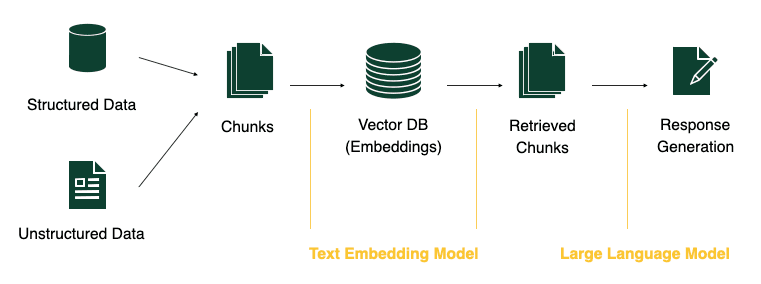 Structured Data
Unstructured Data
Chunks
Vector DB
(Embeddings)
Retrieved
Chunks
Response
Generation
Text Embedding Model
Large Language Model